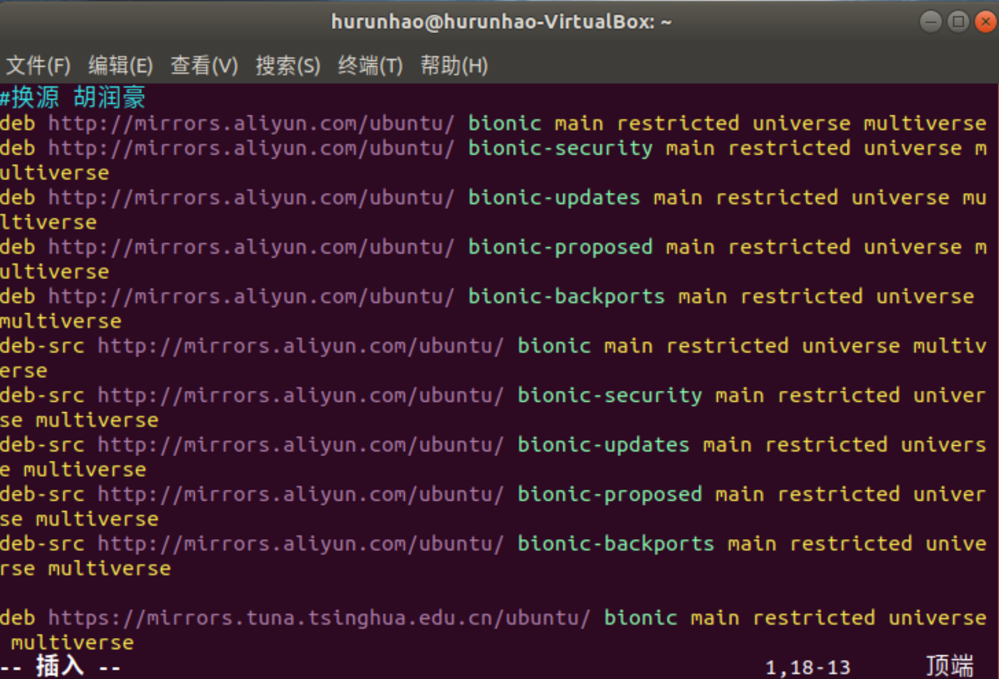 hurunhao@hurunhao-VirtualBox: ~
文件(F) 编辑(E) 查看(V) 搜索(S) 终端(T) 帮助(H)
#换源 胡润豪
deb http://mirrors.aliyun.com/ubuntu/ bionic main restricted universe multiverse
deb http://mirrors.aliyun.com/ubuntu/ bionic-security main restricted universe m
ultiverse
deb http://mirrors.aliyun.com/ubuntu/ bionic-updates main restricted universe mu
ltiverse
deb http://mirrors.aliyun.com/ubuntu/ bionic-proposed main restricted universe m
ultiverse
deb http://mirrors.aliyun.com/ubuntu/ bionic-backports main restricted universe
multiverse
deb-src http://mirrors.aliyun.com/ubuntu/ bionic main restricted universe multiv
erse
deb-src http://mirrors.aliyun.com/ubuntu/ bionic-security main restricted univer
se multiverse
deb-src http://mirrors.aliyun.com/ubuntu/ bionic-updates main restricted univers
e multiverse
deb-src http://mirrors.aliyun.com/ubuntu/ bionic-proposed main restricted univer
se multiverse
deb-src http://mirrors.aliyun.com/ubuntu/ bionic-backports main restricted unive
rse multiverse
deb https://mirrors.tuna.tsinghua.edu.cn/ubuntu/ bionic main restricted universe
 multiverse
-- 插入 -- 1,18-13 顶端